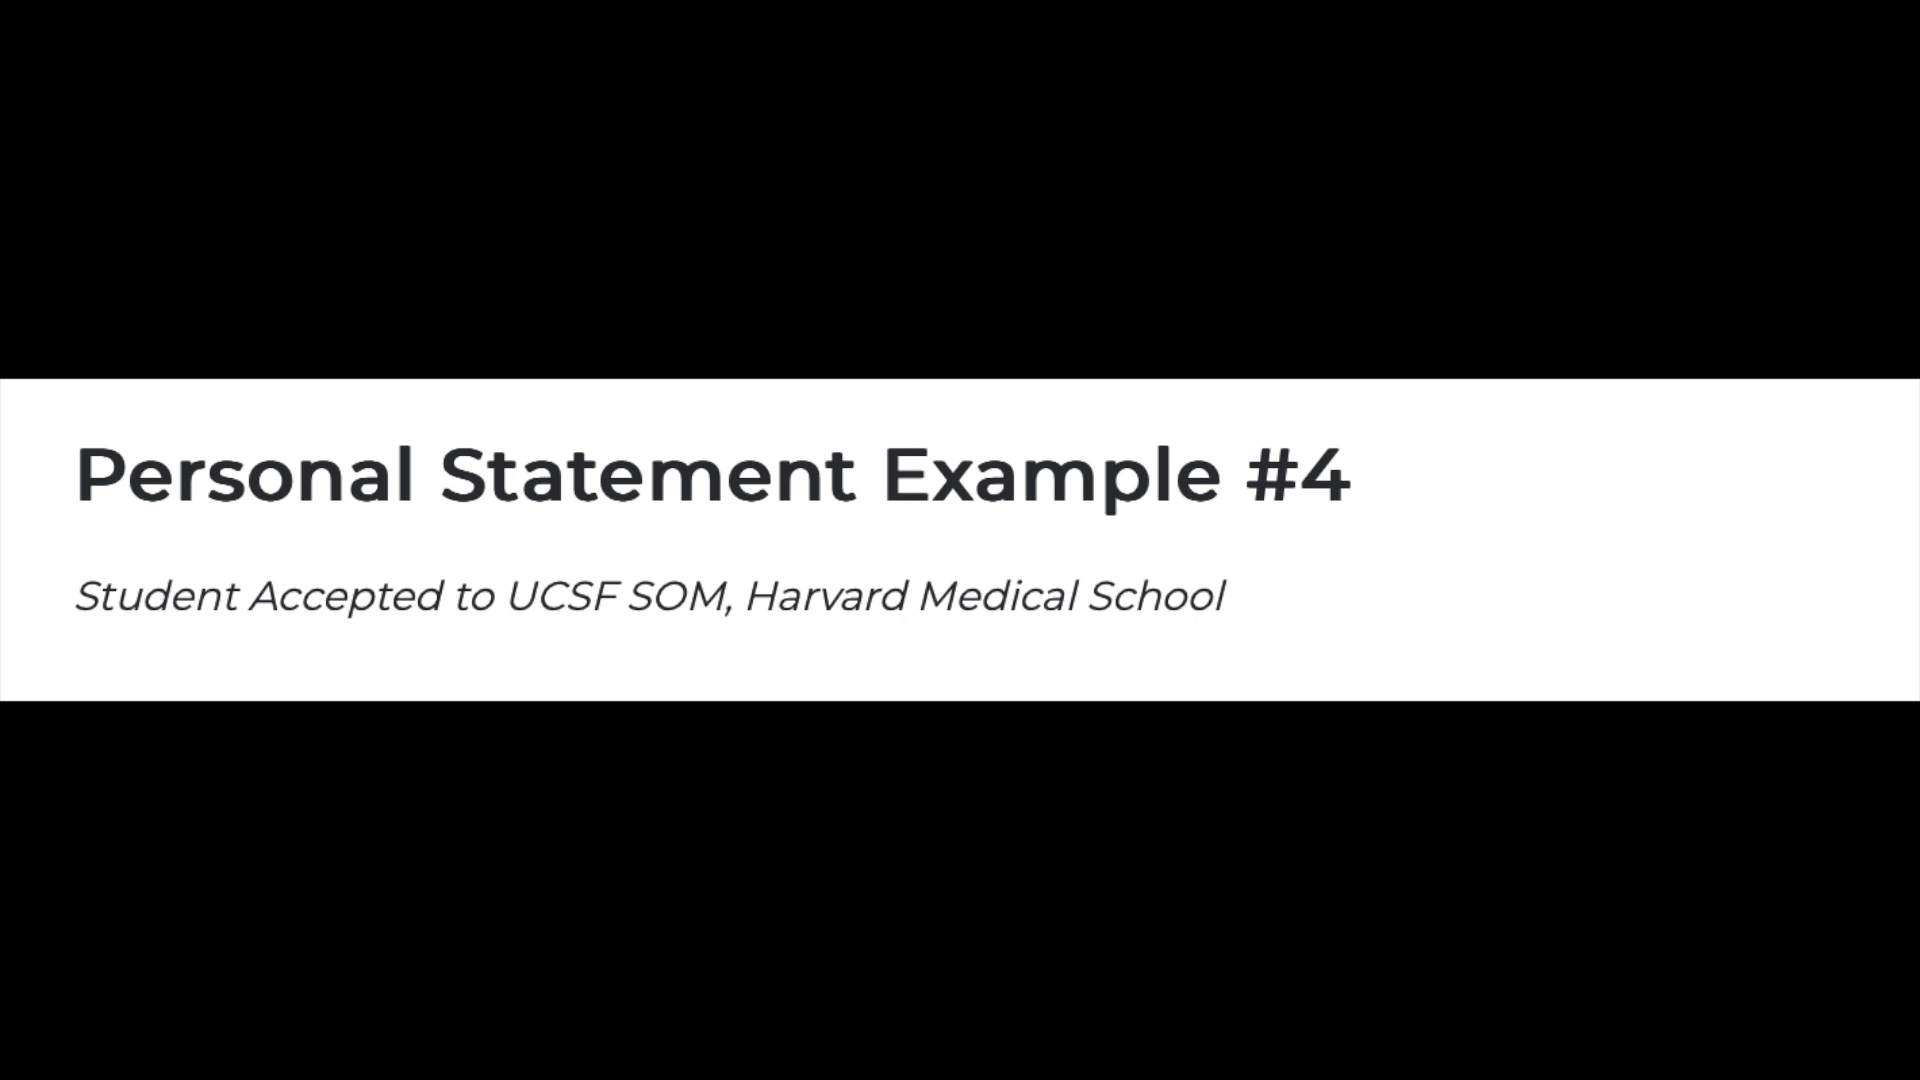 Personal Statement Example #4
Student Accepted to UCSF SOM, Harvard Medical School